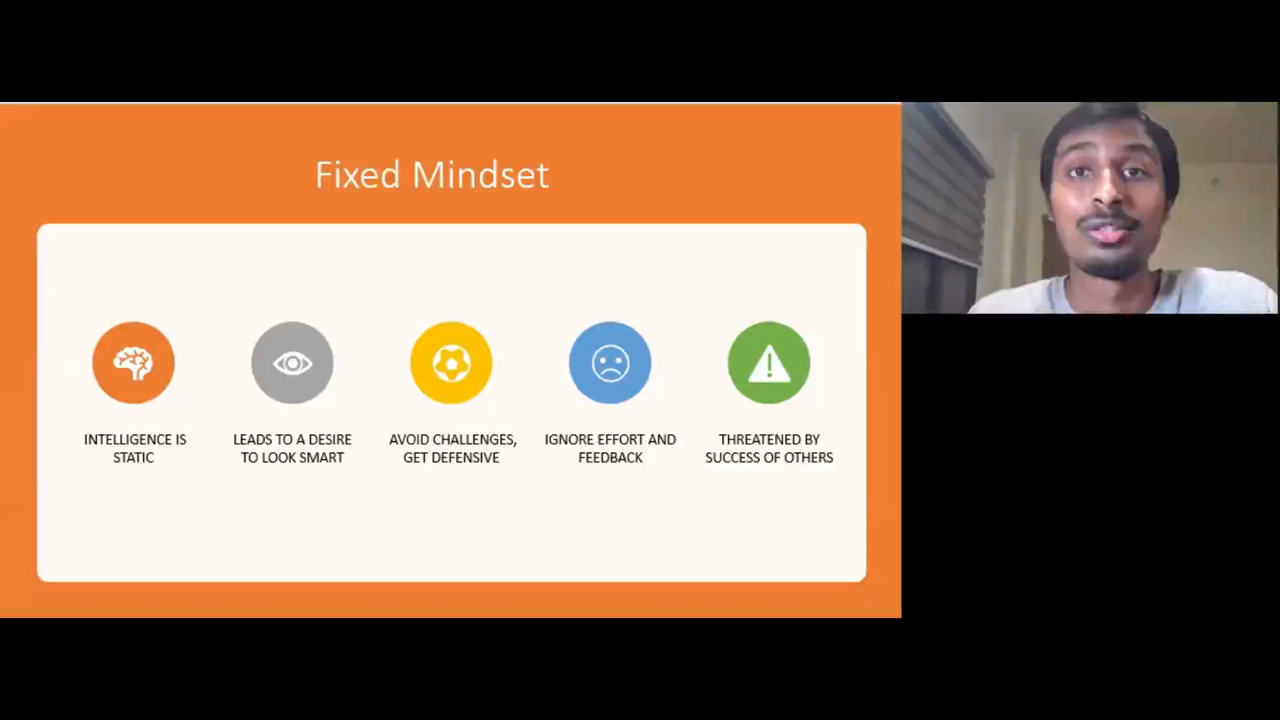 Fixed Mindset
INTELLIGENCE IS
STATIC
LEADS TO A DESIRE
TO LOOK SMART
AVOID CHALLENGES,
GET DEFENSIVE
IGNORE EFFORT AND
FEEDBACK
THREATENED BY
SUCCESS OF OTHERS